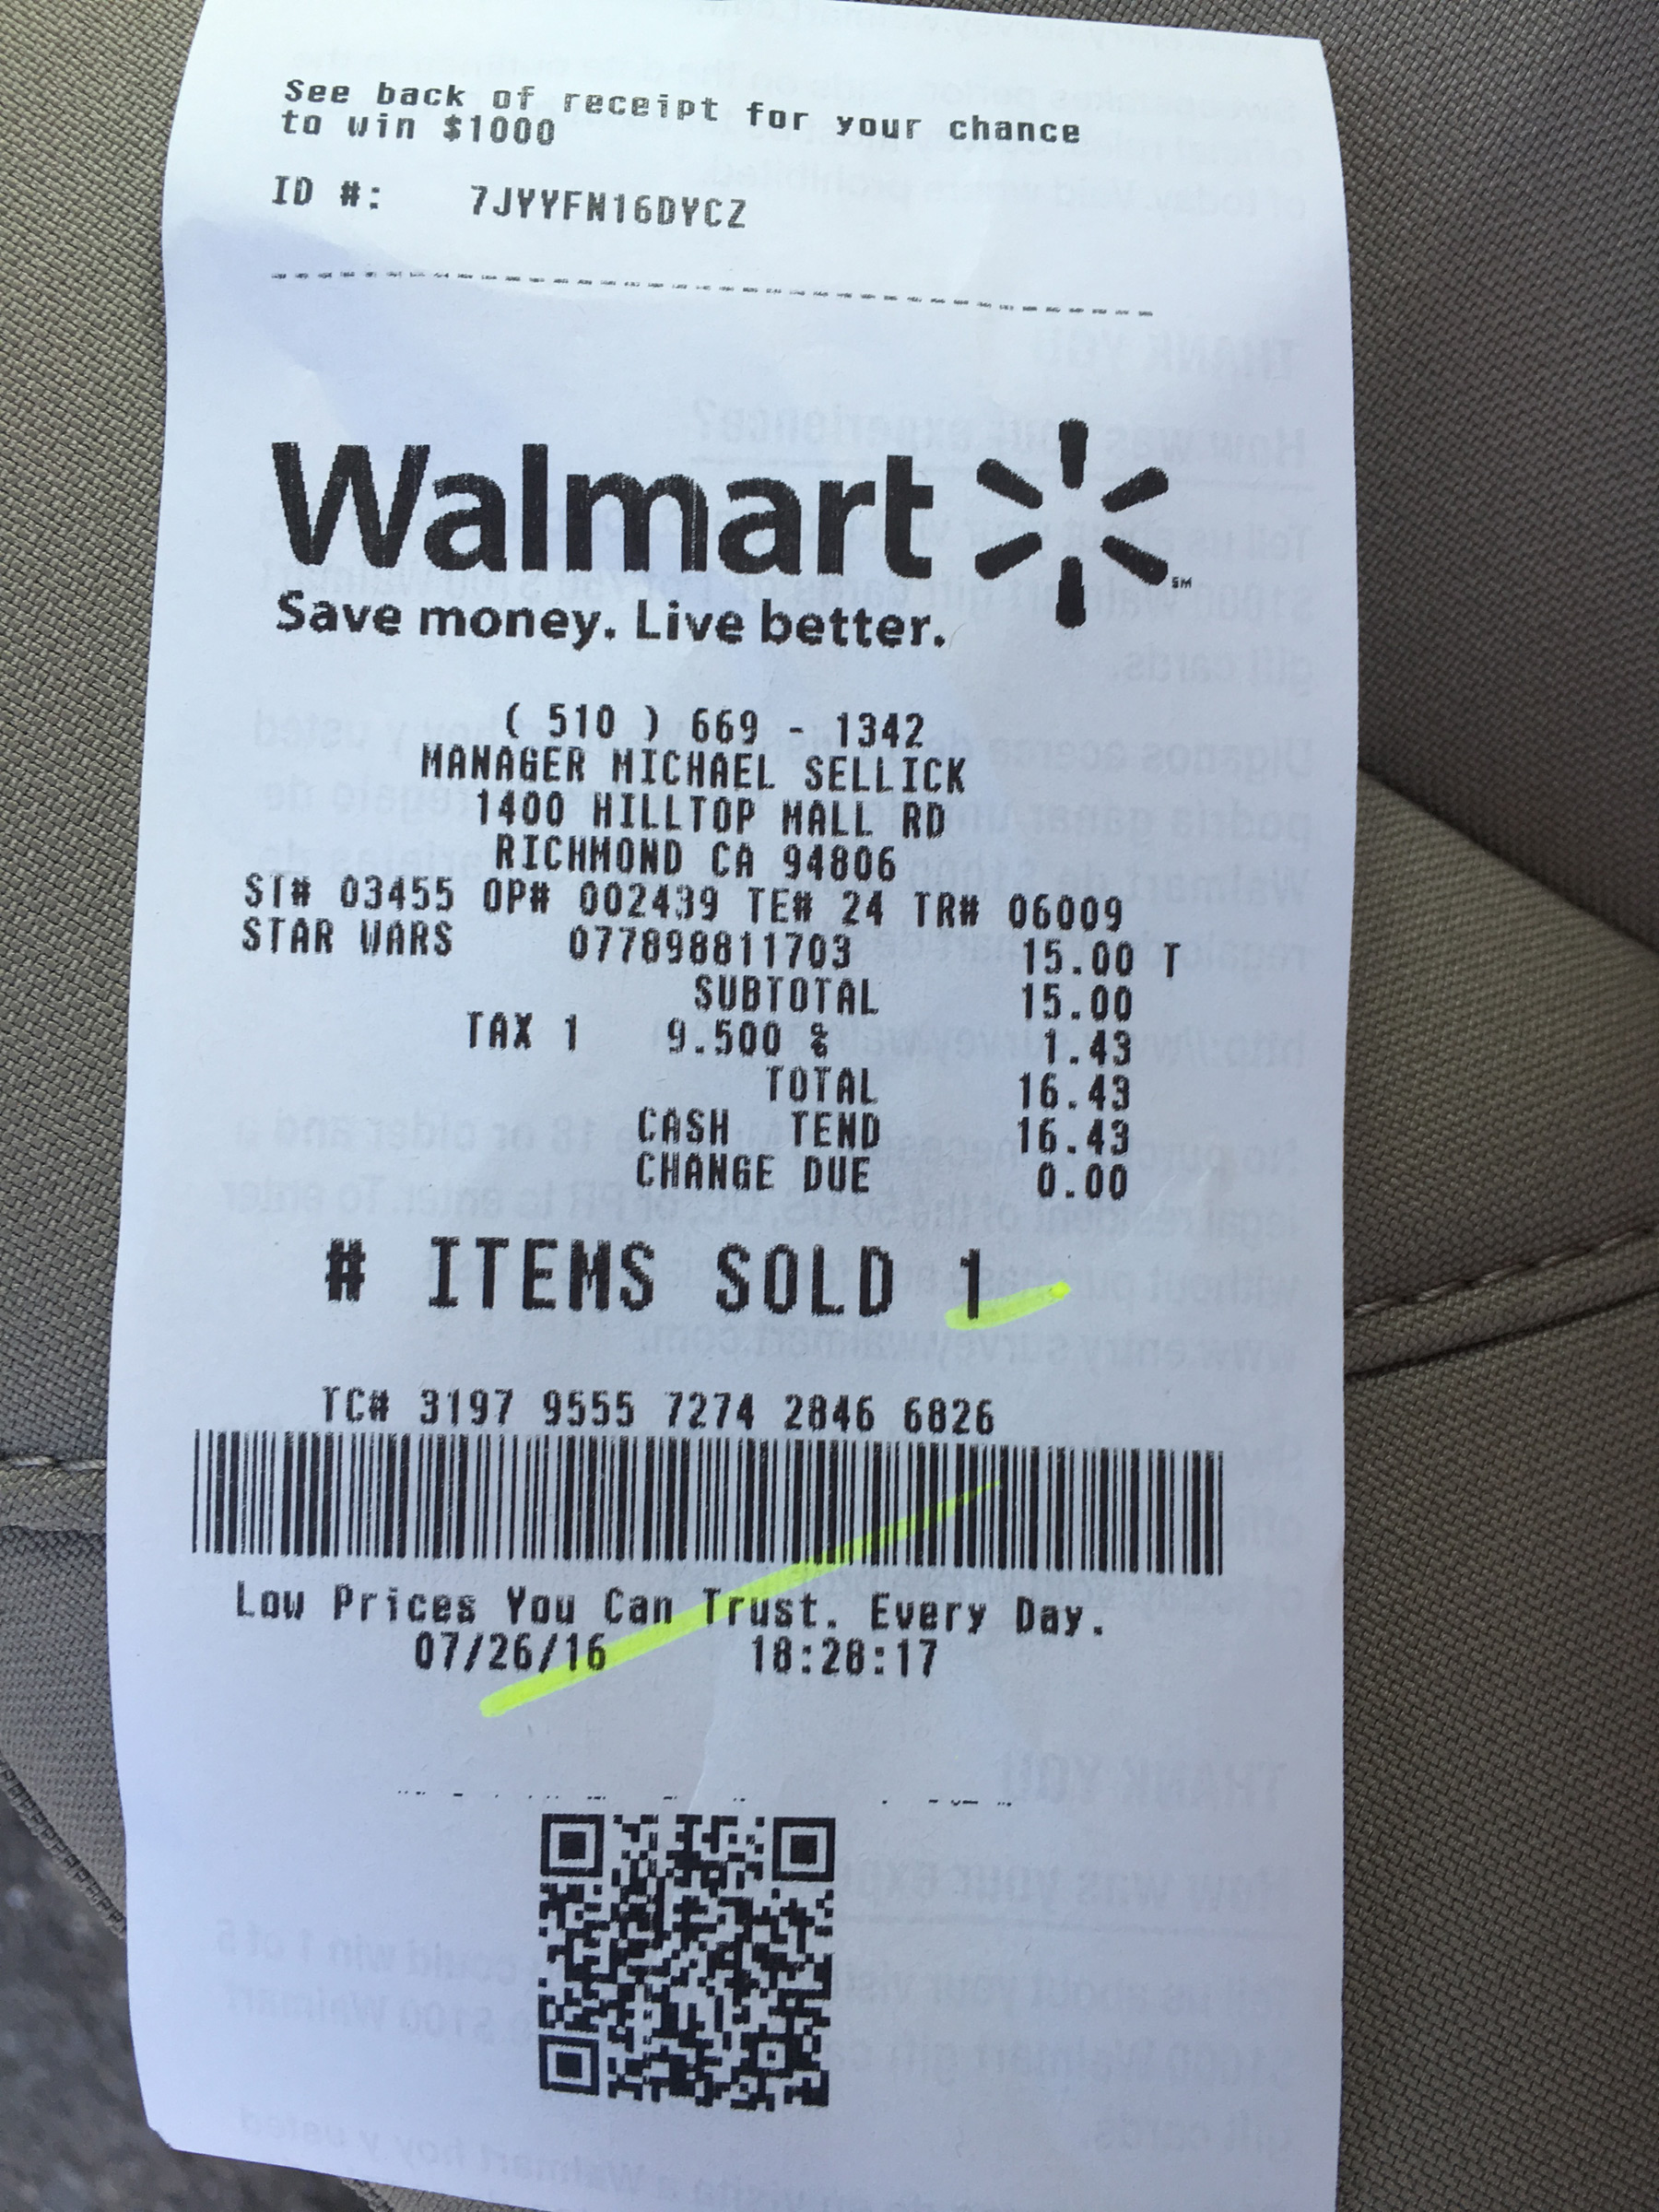 See back of receipt for your chance
to win $1000
ID #: 7JYYFN16DYCZ
Walmart
SM
Save money. Live better.
( 510 ) 669 - 1342
MANAGER MICHAEL SELLICK
1400 HILLTOP MALL RD
RICHMOND CA 94806
ST# 03455 OP# 002439 TE# 24 TR# 06009
STAR WARS 077898811703 15.00 T
SUBTOTAL 15.00
TAX 1 9.500 % 1.43
TOTAL 16.43
CASH TEND 16.43
CHANGE DUE 0.00
# ITEMS SOLD 1
TC# 3197 9555 7274 2846 6826
Low Prices You Can Trust. Every Day.
07/26/16 18:28:17